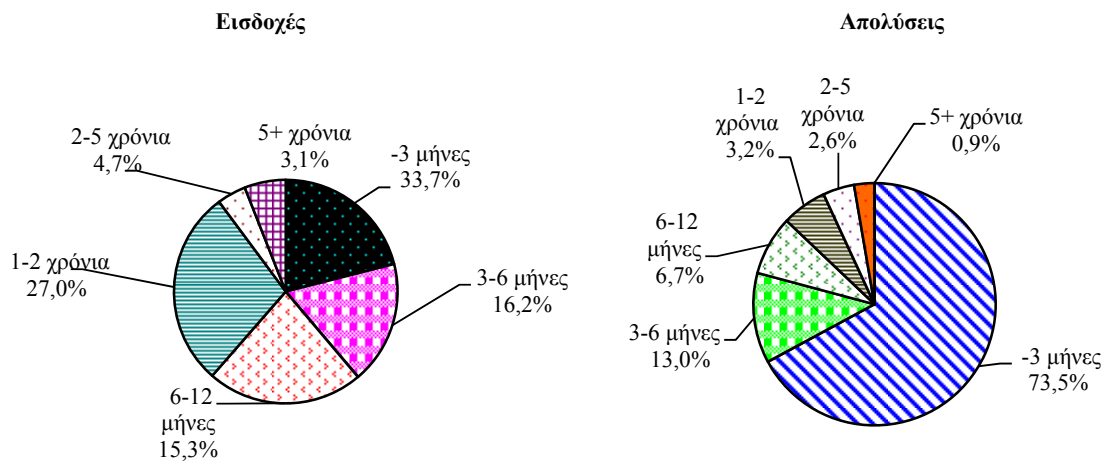 Εισδοχές
5+ χρόνια
3,1%
-3 μήνες
33,7%
3-6 μήνες
16,2%
6-12
μήνες
15,3%
1-2 χρόνια
27,0%
2-5 χρόνια
4,7%
Απολύσεις
5+ χρόνια
0,9%
-3 μήνες
73,5%
3-6 μήνες
13,0%
6-12
μήνες
6,7%
1-2
χρόνια
3,2%
2-5
χρόνια
2,6%